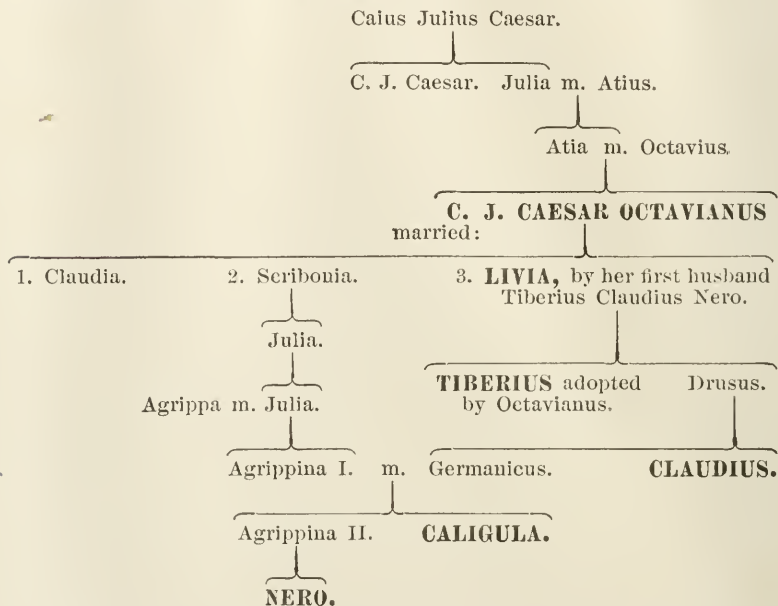 Caius Julius Caesar.
C. J. Caesar. Julia m. Atius.
Atia m. Octavius.
C. J. CAESAR OCTAVIANUS
married:
1. Claudia. 2. Scribonia. 3. LIVIA, by her first husband
Tiberius Claudius Nero.
Julia.
TIBERIUS adopted Drusus.
by Octavianus.
Agrippa m. Julia.
Agrippina I. m. Germanicus. CLAUDIUS.
Agrippina II. CALIGULA.
NERO.